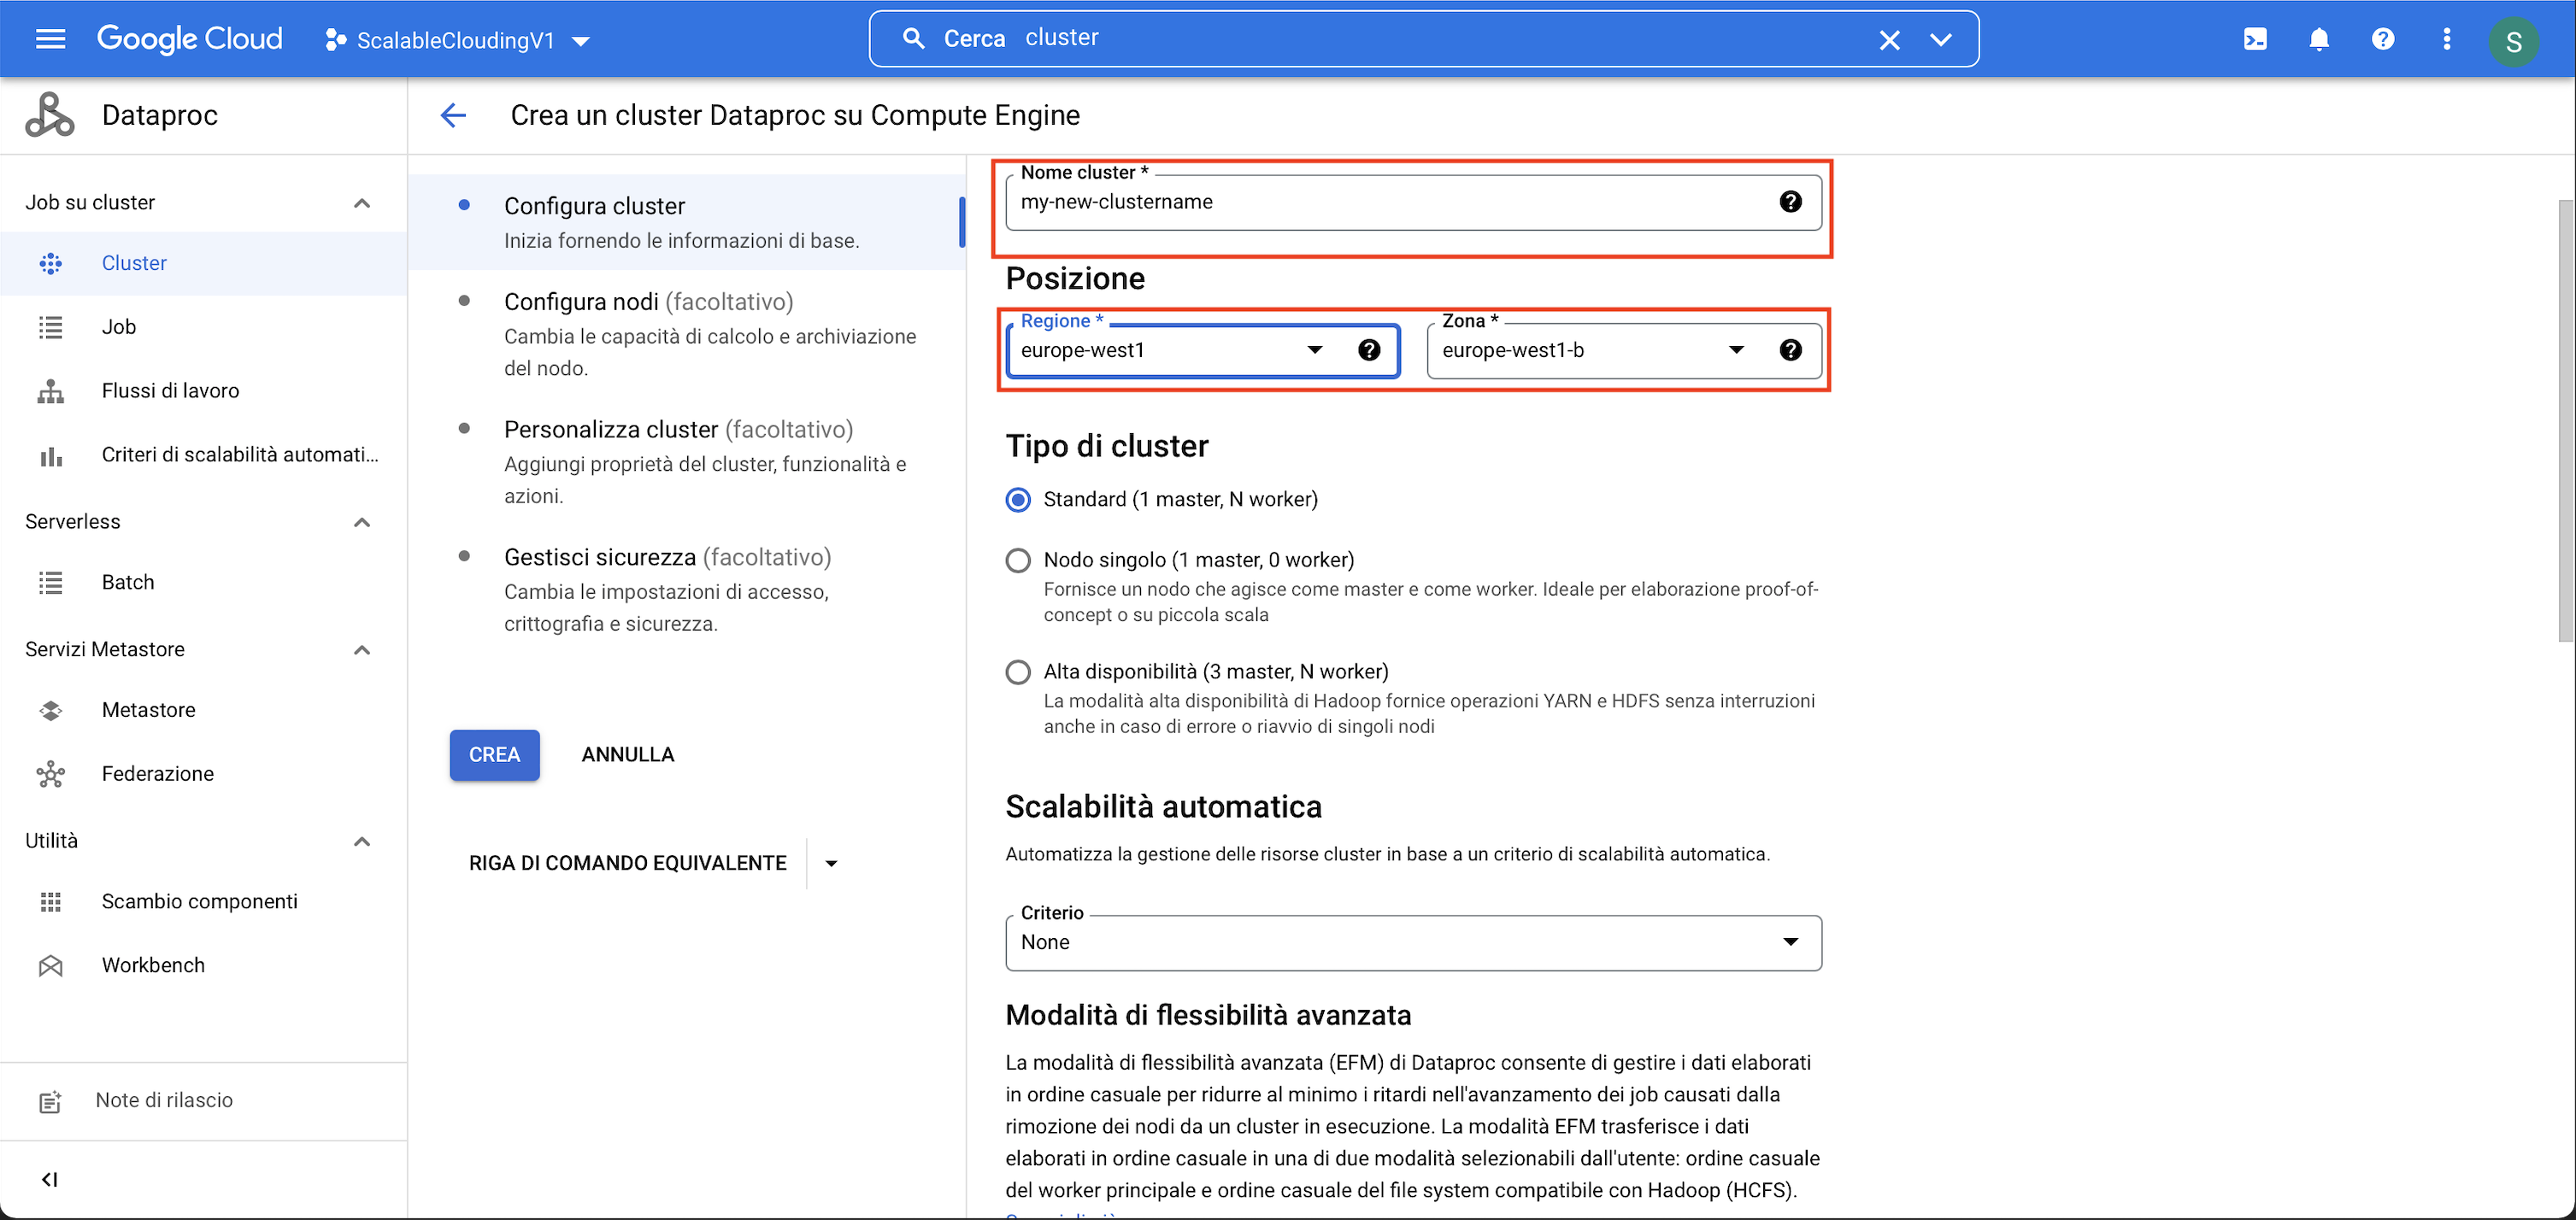 Google Cloud
ScalableCloudingV1
Cerca cluster
S
Dataproc
Crea un cluster Dataproc su Compute Engine
Job su cluster
Cluster
Job
Flussi di lavoro
Criteri di scalabilità automati...
Serverless
Batch
Servizi Metastore
Metastore
Federazione
Utilità
Scambio componenti
Workbench
Note di rilascio
Configura cluster
Inizia fornendo le informazioni di base.
Configura nodi (facoltativo)
Cambia le capacità di calcolo e archiviazione
del nodo.
Personalizza cluster (facoltativo)
Aggiungi proprietà del cluster, funzionalità e
azioni.
Gestisci sicurezza (facoltativo)
Cambia le impostazioni di accesso,
crittografia e sicurezza.
CREA
ANNULLA
RIGA DI COMANDO EQUIVALENTE
Nome cluster *
my-new-clustername
Posizione
Regione *
europe-west1
Zona *
europe-west1-b
Tipo di cluster
Standard (1 master, N worker)
Nodo singolo (1 master, 0 worker)
Fornisce un nodo che agisce come master e come worker. Ideale per elaborazione proof-of-
concept o su piccola scala
Alta disponibilità (3 master, N worker)
La modalità alta disponibilità di Hadoop fornice operazioni YARN e HDFS senza interruzioni
anche in caso di errore o riavvio di singoli nodi
Scalabilità automatica
Automatizza la gestione delle risorse cluster in base a un criterio di scalabilità automatica.
Criterio
None
Modalità di flessibilità avanzata
La modalità di flessibilità avanzata (EFM) di Dataproc consente di gestire i dati elaborati
in ordine casuale per ridurre al minimo i ritardi nell'avanzamento dei job causati dalla
rimozione dei nodi da un cluster in esecuzione. La modalità EFM trasferisce i dati
elaborati in ordine casuale in una di due modalità selezionabili dall'utente: ordine casuale
del worker principale e ordine casuale del file system compatibile con Hadoop (HCFS).